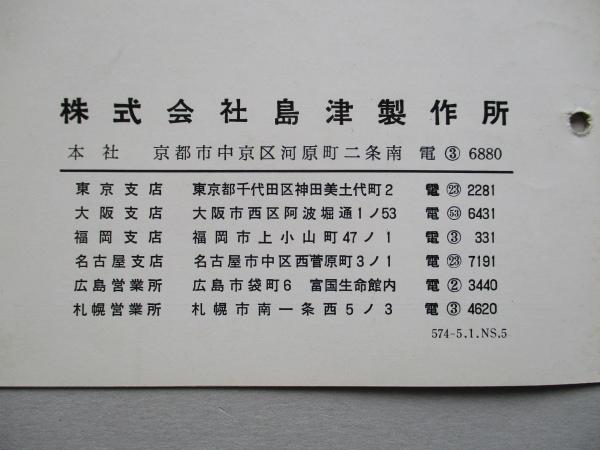 株式会社島津製作所
本社 京都市中京区河原町二条南 電 ③ 6880
東京支店 東京都千代田区神田美土代町2 電 ㉓ 2281
大阪支店 大阪市西区阿波堀通1ノ53 電 53 6431
福岡支店 福岡市上小山町47ノ1 電 ③ 331
名古屋支店 名古屋市中区西菅原町3ノ1 電 ㉓ 7191
広島営業所 広島市袋町6 富国生命館内 電 ② 3440
札幌営業所 札幌市南一条西5ノ3 電 ③ 4620
574-5.1.NS.5